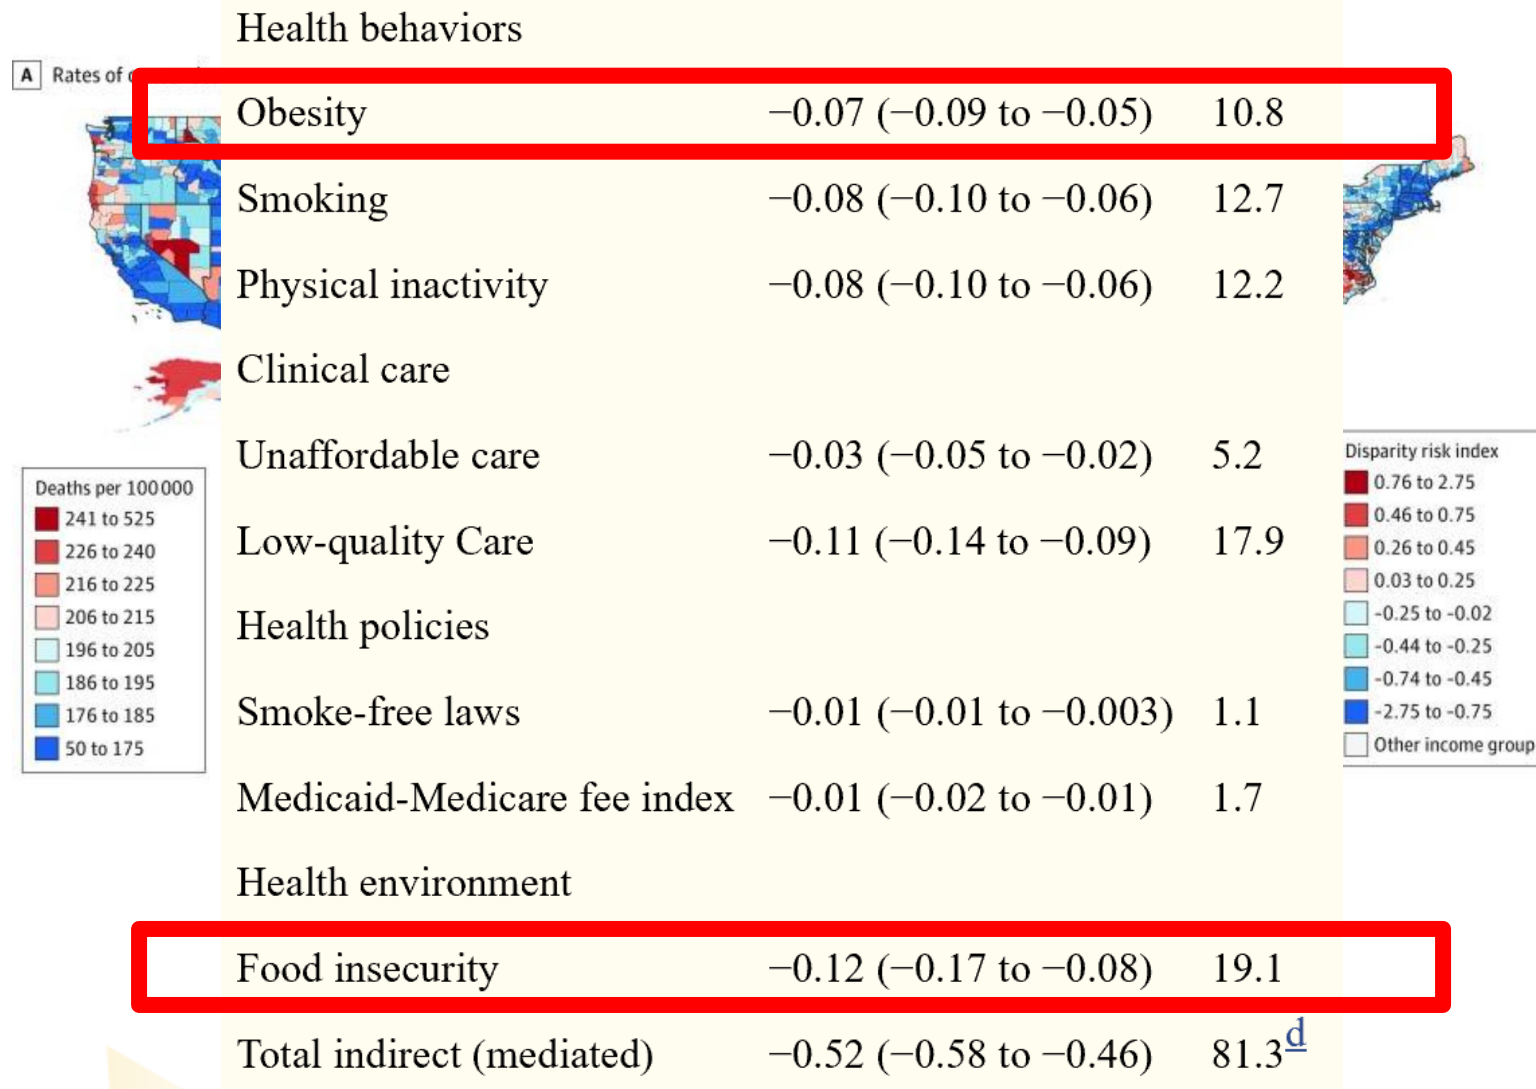 Health behaviors
A Rates of
Obesity −0.07 (−0.09 to −0.05) 10.8
Smoking −0.08 (−0.10 to −0.06) 12.7
Physical inactivity −0.08 (−0.10 to −0.06) 12.2
Clinical care
Unaffordable care −0.03 (−0.05 to −0.02) 5.2
Low-quality Care −0.11 (−0.14 to −0.09) 17.9
Health policies
Smoke-free laws −0.01 (−0.01 to −0.003) 1.1
Medicaid-Medicare fee index −0.01 (−0.02 to −0.01) 1.7
Health environment
Food insecurity −0.12 (−0.17 to −0.08) 19.1
Total indirect (mediated) −0.52 (−0.58 to −0.46) 81.3d
Deaths per 100 000
241 to 525
226 to 240
216 to 225
206 to 215
196 to 205
186 to 195
176 to 185
50 to 175
Disparity risk index
0.76 to 2.75
0.46 to 0.75
0.26 to 0.45
0.03 to 0.25
-0.25 to -0.02
-0.44 to -0.25
-0.74 to -0.45
-2.75 to -0.75
Other income group